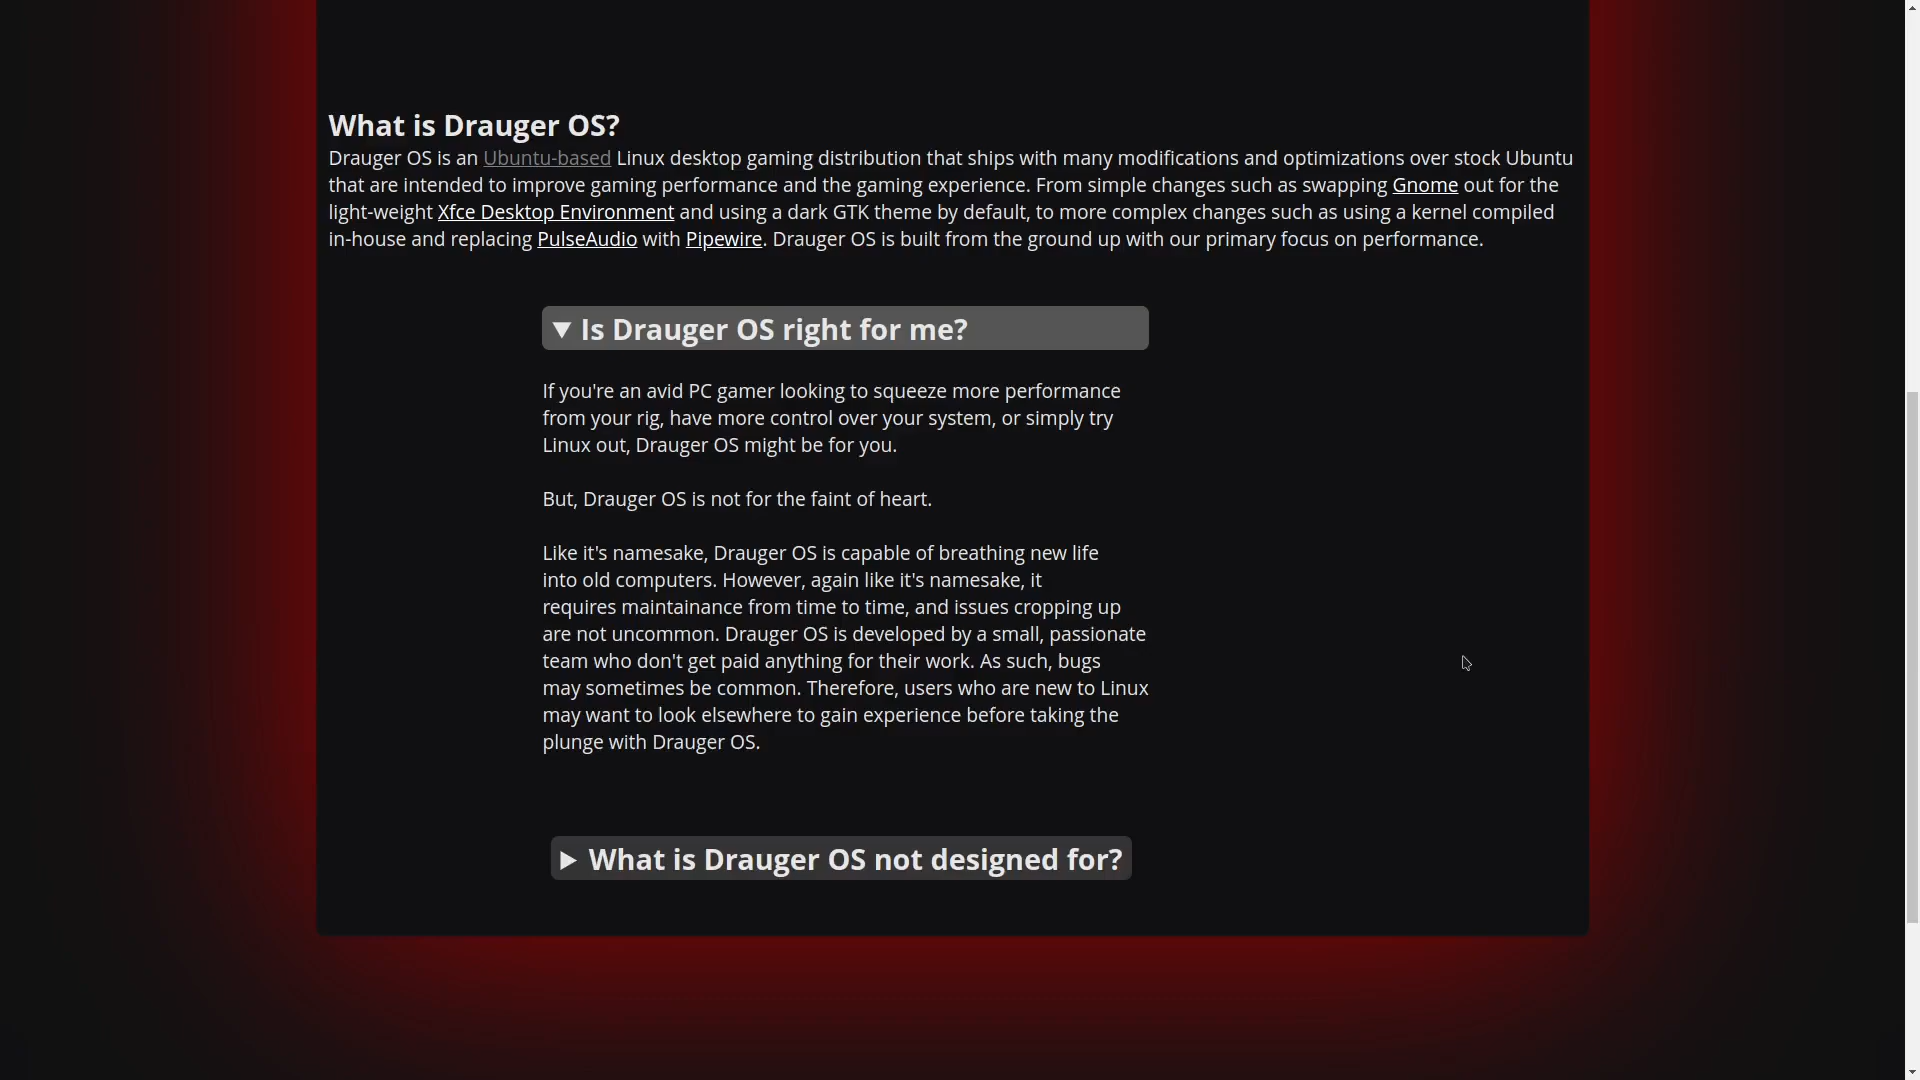 What is Drauger OS?
Drauger OS is an Ubuntu-based Linux desktop gaming distribution that ships with many modifications and optimizations over stock Ubuntu
that are intended to improve gaming performance and the gaming experience. From simple changes such as swapping Gnome out for the
light-weight Xfce Desktop Environment and using a dark GTK theme by default, to more complex changes such as using a kernel compiled
in-house and replacing PulseAudio with Pipewire. Drauger OS is built from the ground up with our primary focus on performance.
▼ Is Drauger OS right for me?
If you're an avid PC gamer looking to squeeze more performance
from your rig, have more control over your system, or simply try
Linux out, Drauger OS might be for you.
But, Drauger OS is not for the faint of heart.
Like it's namesake, Drauger OS is capable of breathing new life
into old computers. However, again like it's namesake, it
requires maintainance from time to time, and issues cropping up
are not uncommon. Drauger OS is developed by a small, passionate
team who don't get paid anything for their work. As such, bugs
may sometimes be common. Therefore, users who are new to Linux
may want to look elsewhere to gain experience before taking the
plunge with Drauger OS.
▶ What is Drauger OS not designed for?